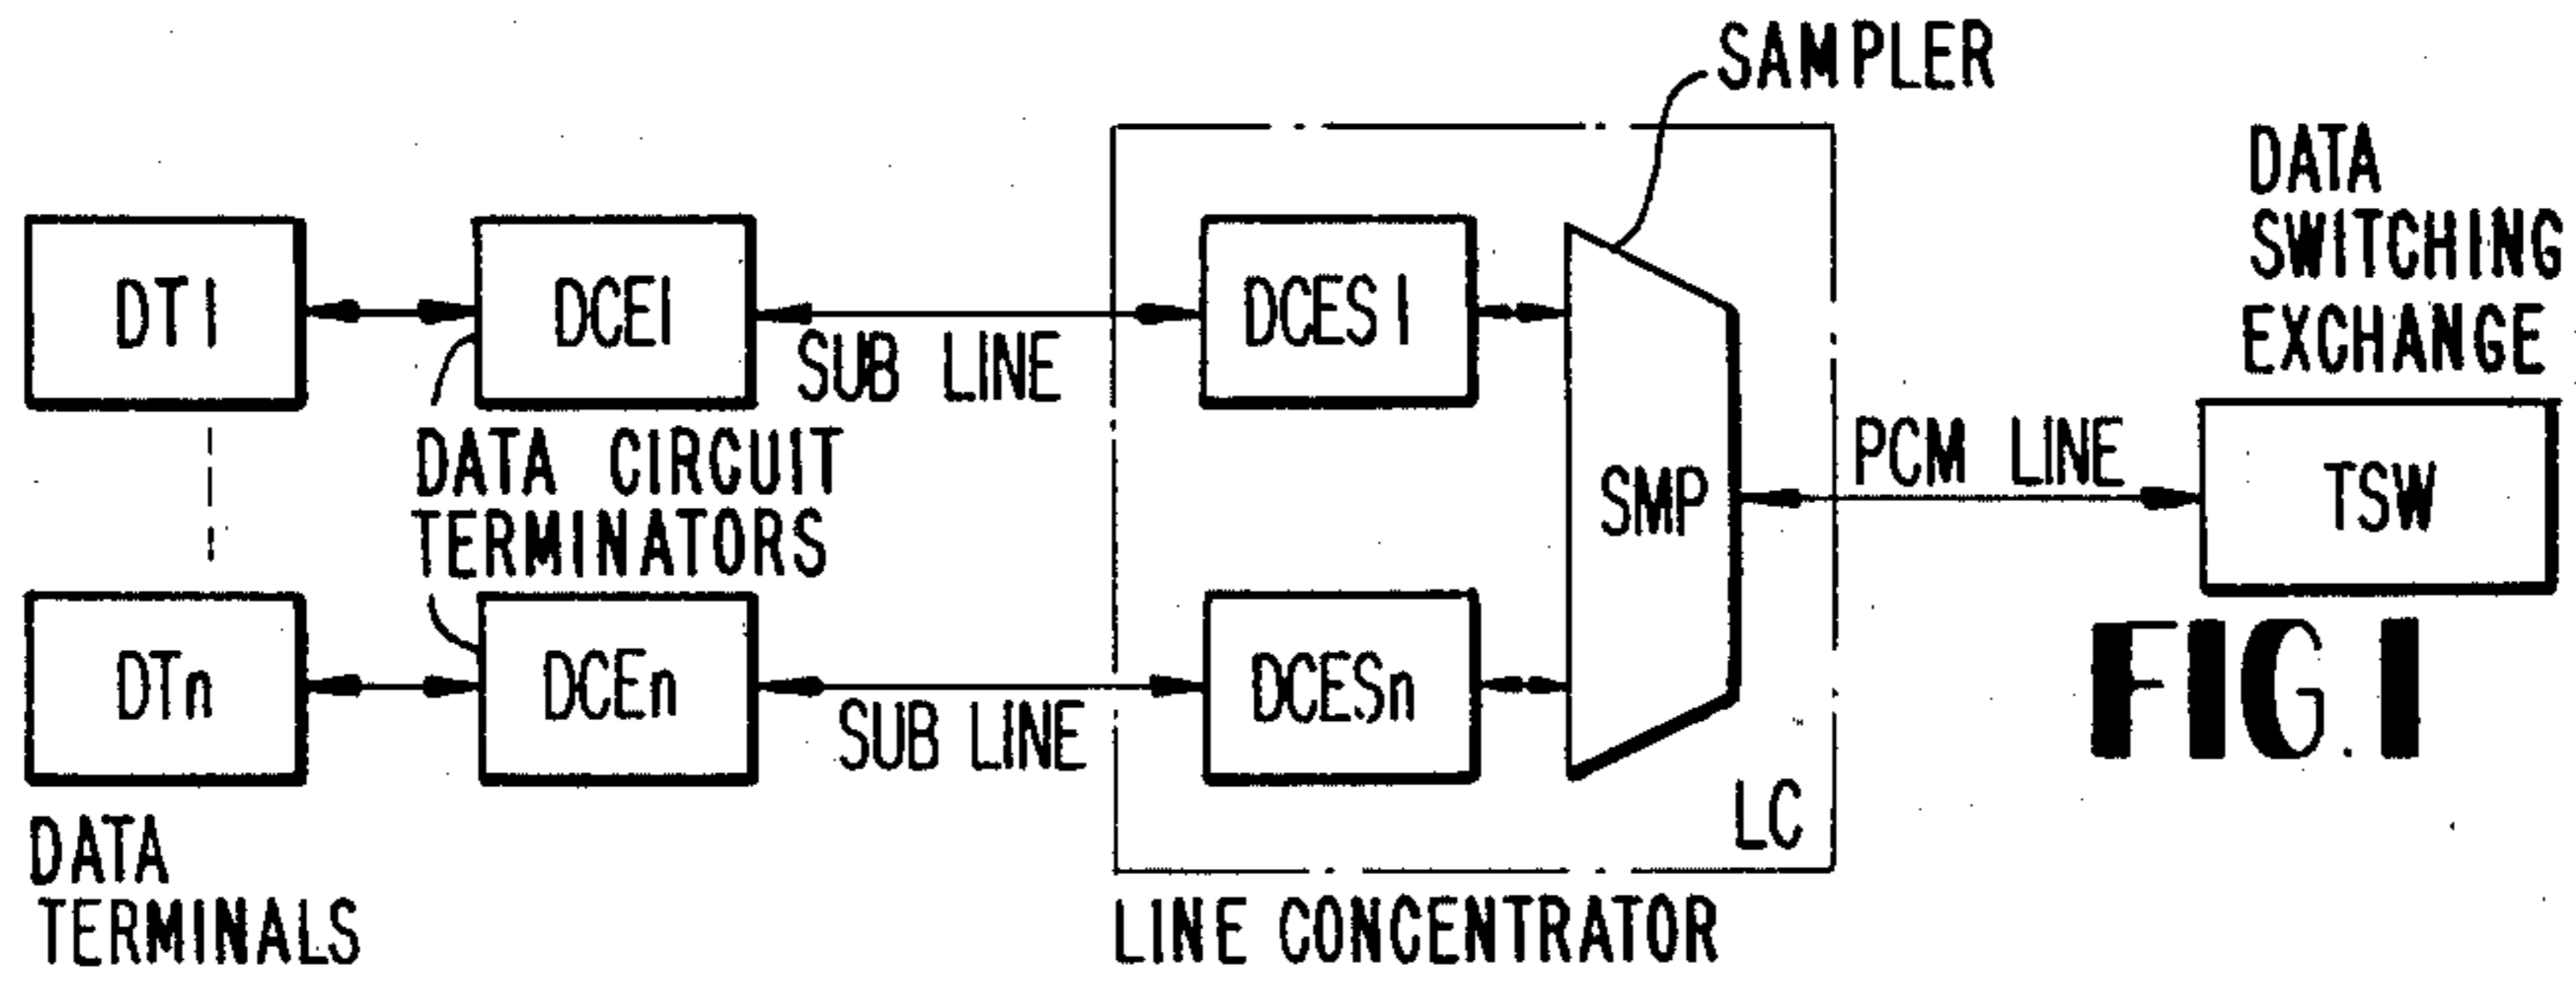 SAMPLER
DATA
SWITCHING
EXCHANGE
DT1
DCE1
SUB LINE
DCES1
DATA CIRCUIT
TERMINATORS
SMP
PCM LINE
TSW
DTn
DCEn
SUB LINE
DCESn
LC
FIG. 1
DATA
TERMINALS
LINE CONCENTRATOR